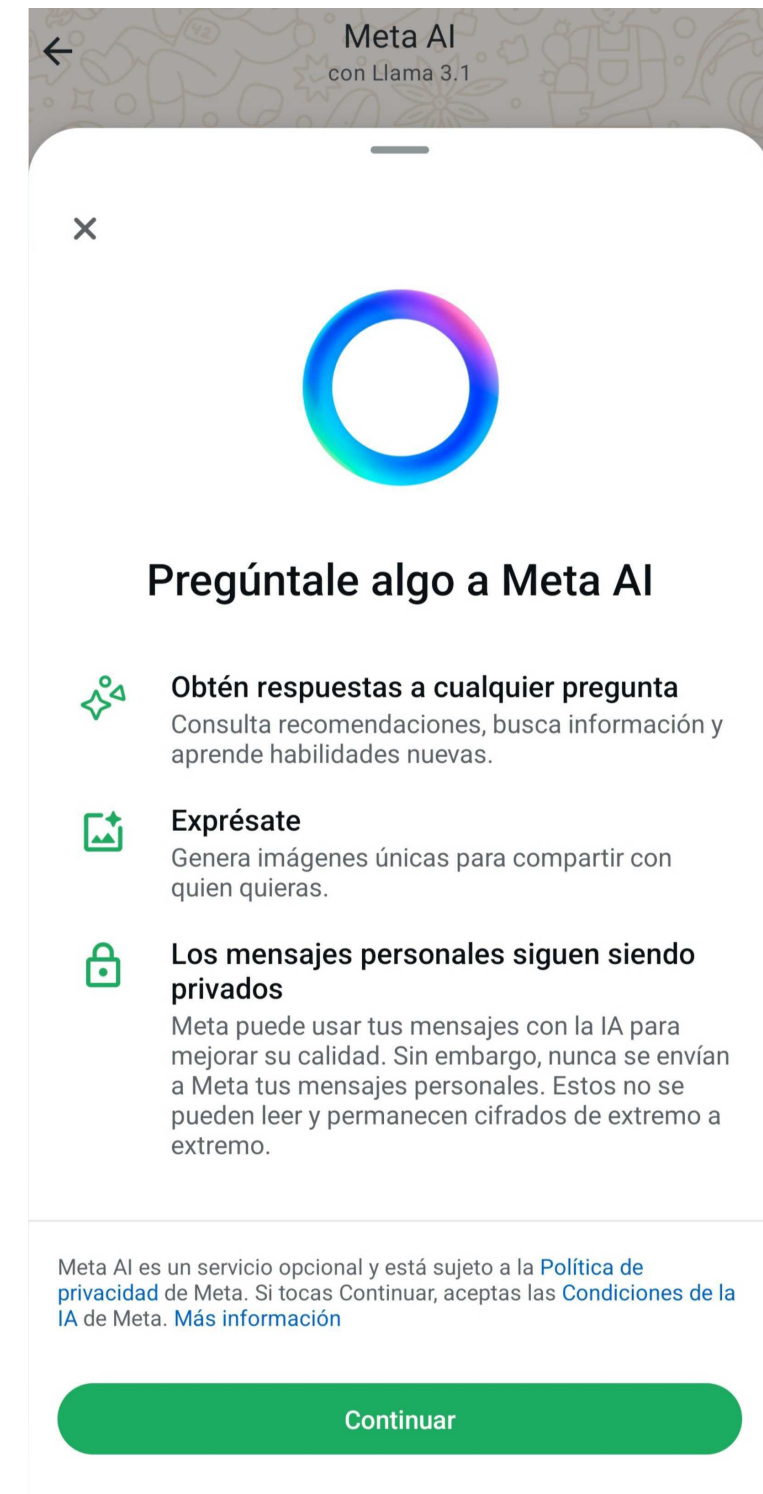 Meta AI
con Llama 3.1
Pregúntale algo a Meta AI
Obtén respuestas a cualquier pregunta
Consulta recomendaciones, busca información y
aprende habilidades nuevas.
Exprésate
Genera imágenes únicas para compartir con
quien quieras.
Los mensajes personales siguen siendo
privados
Meta puede usar tus mensajes con la IA para
mejorar su calidad. Sin embargo, nunca se envían
a Meta tus mensajes personales. Estos no se
pueden leer y permanecen cifrados de extremo a
extremo.
Meta AI es un servicio opcional y está sujeto a la Política de
privacidad de Meta. Si tocas Continuar, aceptas las Condiciones de la
IA de Meta. Más información
Continuar